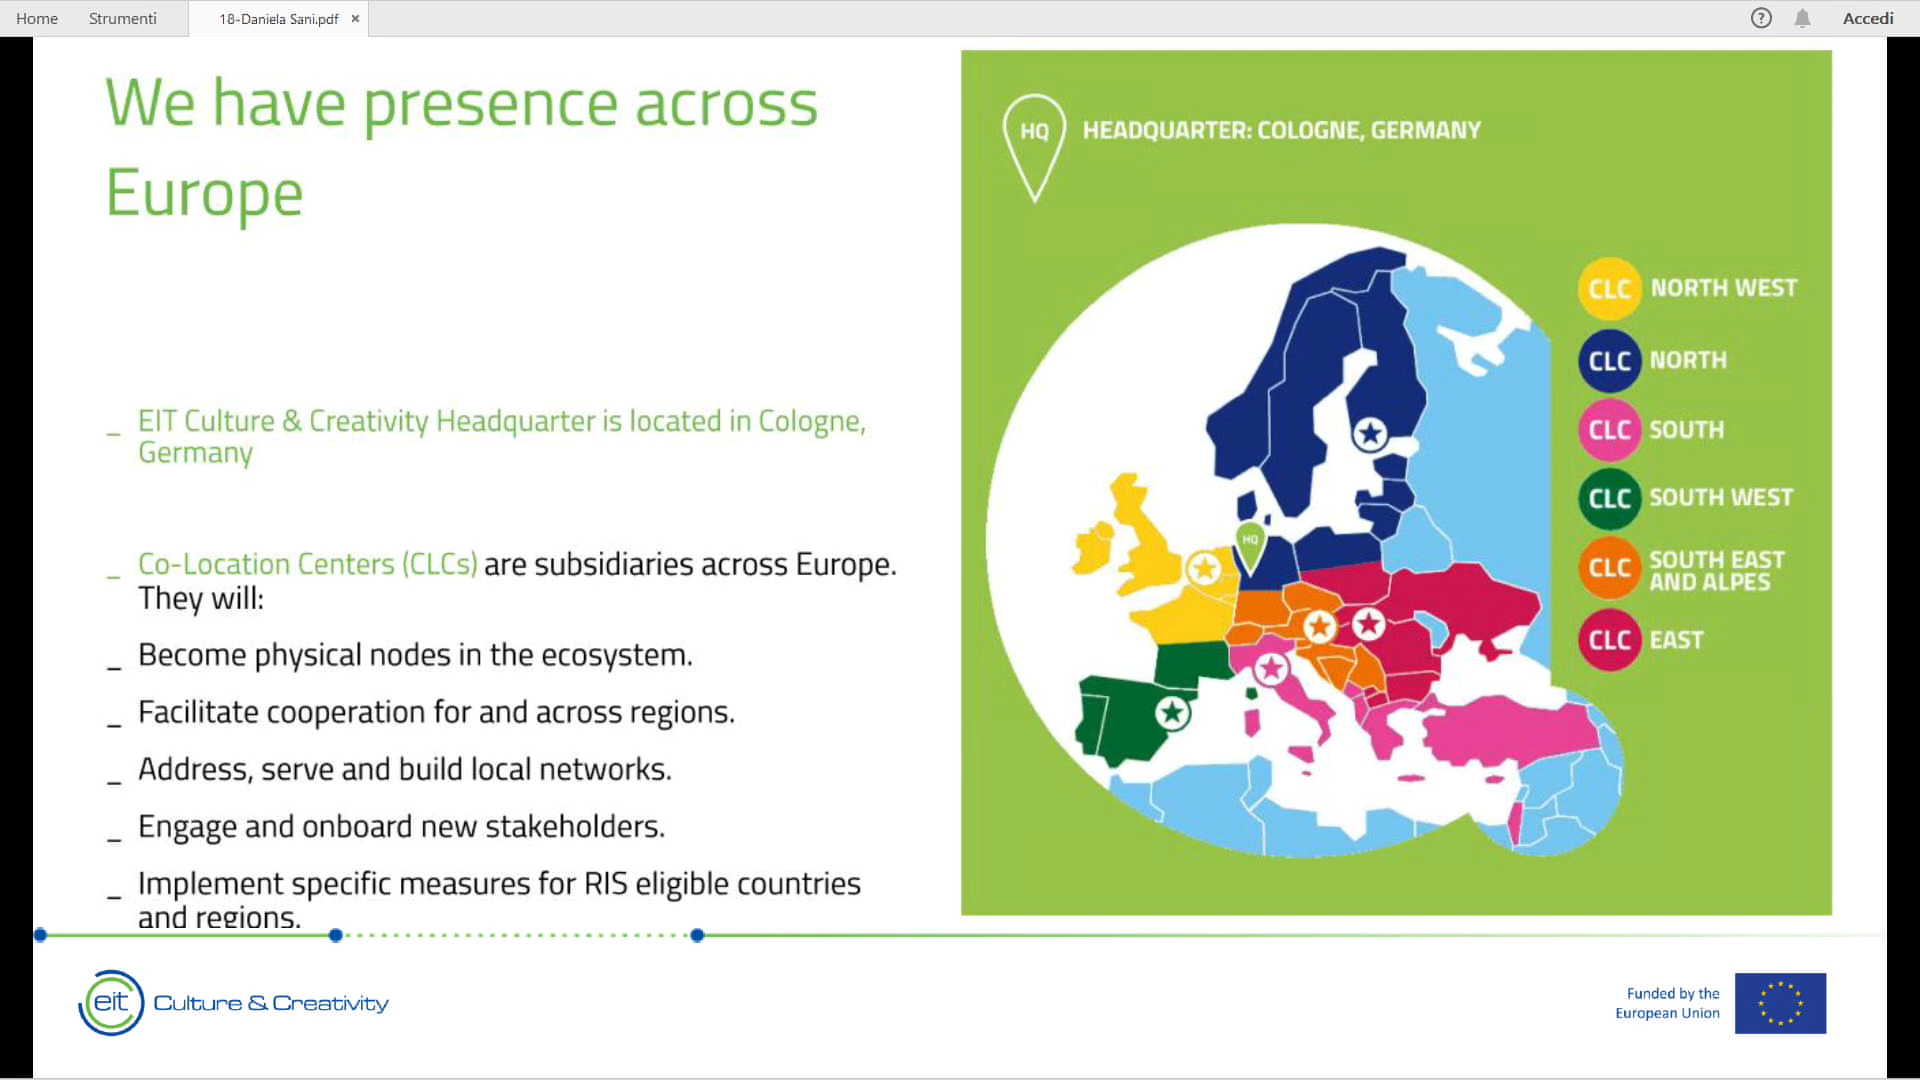 Home
Strumenti
18-Daniela Sani.pdf ×
?
Accedi
We have presence across
Europe
_ EIT Culture & Creativity Headquarter is located in Cologne,
Germany
_ Co-Location Centers (CLCs) are subsidiaries across Europe.
They will:
_ Become physical nodes in the ecosystem.
_ Facilitate cooperation for and across regions.
_ Address, serve and build local networks.
_ Engage and onboard new stakeholders.
_ Implement specific measures for RIS eligible countries
and regions.
HQ
HEADQUARTER: COLOGNE, GERMANY
HQ
CLC NORTH WEST
CLC NORTH
CLC SOUTH
CLC SOUTH WEST
CLC SOUTH EAST
AND ALPES
CLC EAST
eit Culture & Creativity
Funded by the
European Union